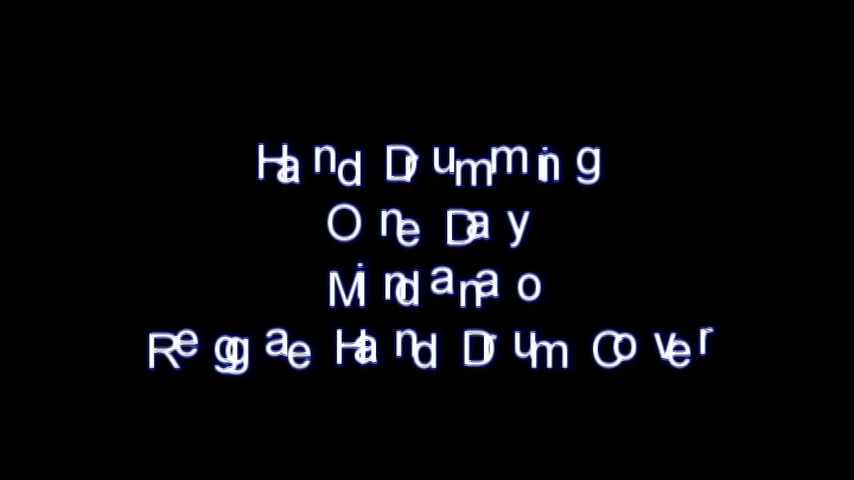 Hand Drumming
One Day
Mindanao
Reggae Hand Drum Cover